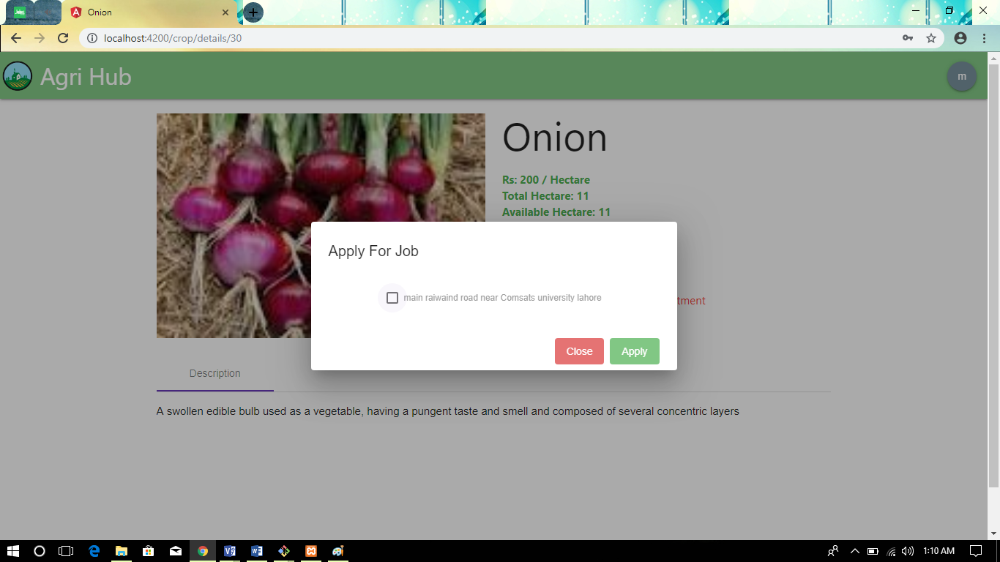 Onion
localhost:4200/crop/details/30
Agri Hub
m
Onion
Rs: 200 / Hectare
Total Hectare: 11
Available Hectare: 11
Apply For Job
main raiwaind road near Comsats university lahore
tment
Close
Apply
Description
A swollen edible bulb used as a vegetable, having a pungent taste and smell and composed of several concentric layers
1:10 AM